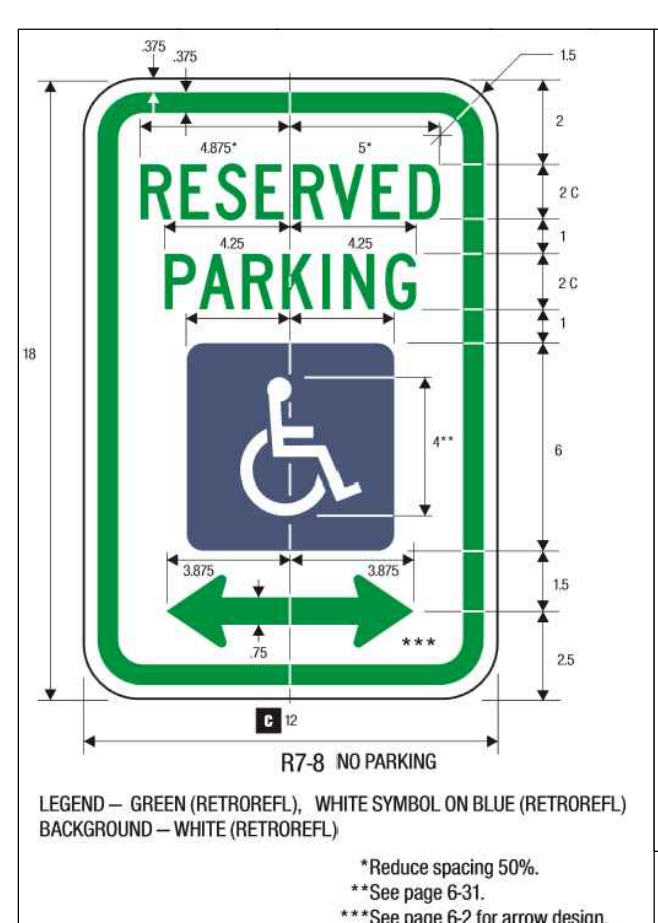 .375
.375
1.5
2
4.875* 5*
RESERVED
2 C
4.25 4.25
1
PARKING
2 C
1
18
4**
6
3.875 3.875
1.5
.75
***
2.5
C 12
R7-8 NO PARKING
LEGEND — GREEN (RETROREFL), WHITE SYMBOL ON BLUE (RETROREFL)
BACKGROUND — WHITE (RETROREFL)
*Reduce spacing 50%.
**See page 6-31.
***See page 6-2 for arrow design.